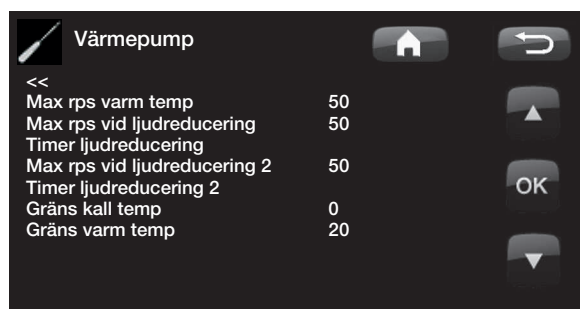 Värmepump
<<
Max rps varm temp 50
Max rps vid ljudreducering 50
Timer ljudreducering
Max rps vid ljudreducering 2 50
Timer ljudreducering 2
Gräns kall temp 0
Gräns varm temp 20
OK